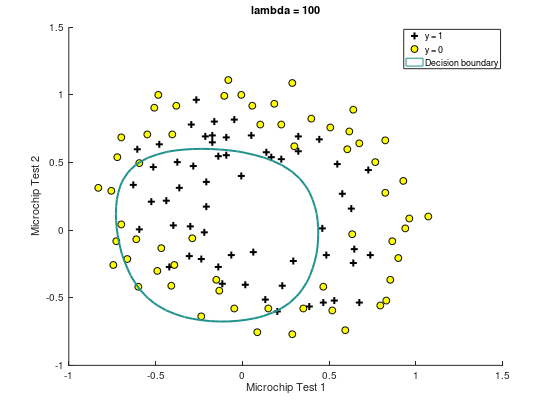 lambda = 100
1.5
y = 1
y = 0
Decision boundary
1
0.5
Microchip Test 2
0
-0.5
-1
-1 -0.5 0 0.5 1 1.5
Microchip Test 1